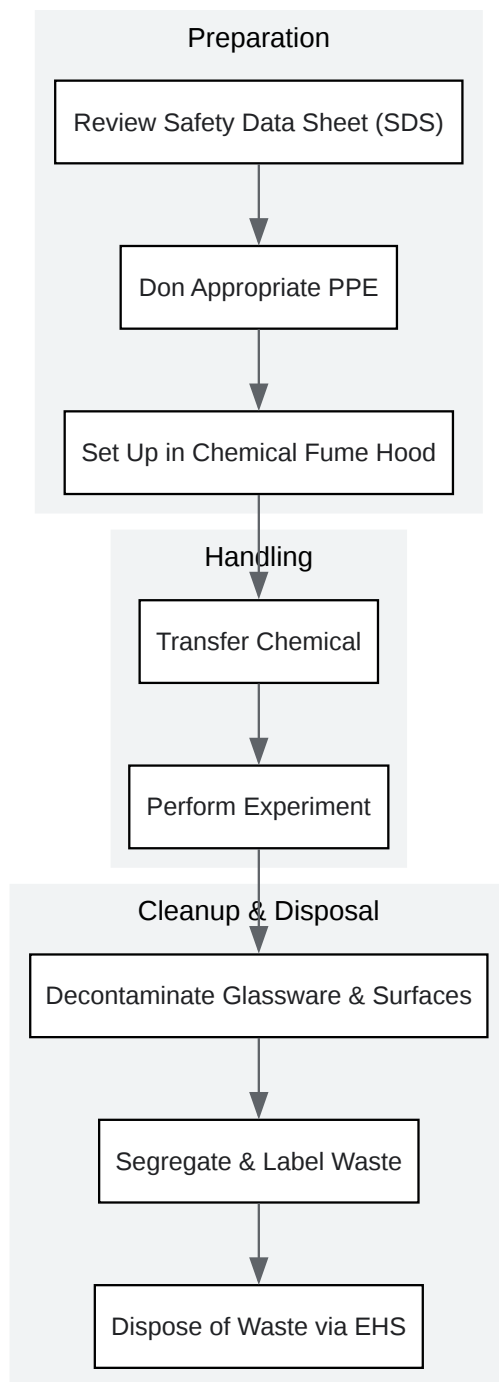 Preparation
Review Safety Data Sheet (SDS)
Don Appropriate PPE
Set Up in Chemical Fume Hood
Handling
Transfer Chemical
Perform Experiment
Cleanup & Disposal
Decontaminate Glassware & Surfaces
Segregate & Label Waste
Dispose of Waste via EHS